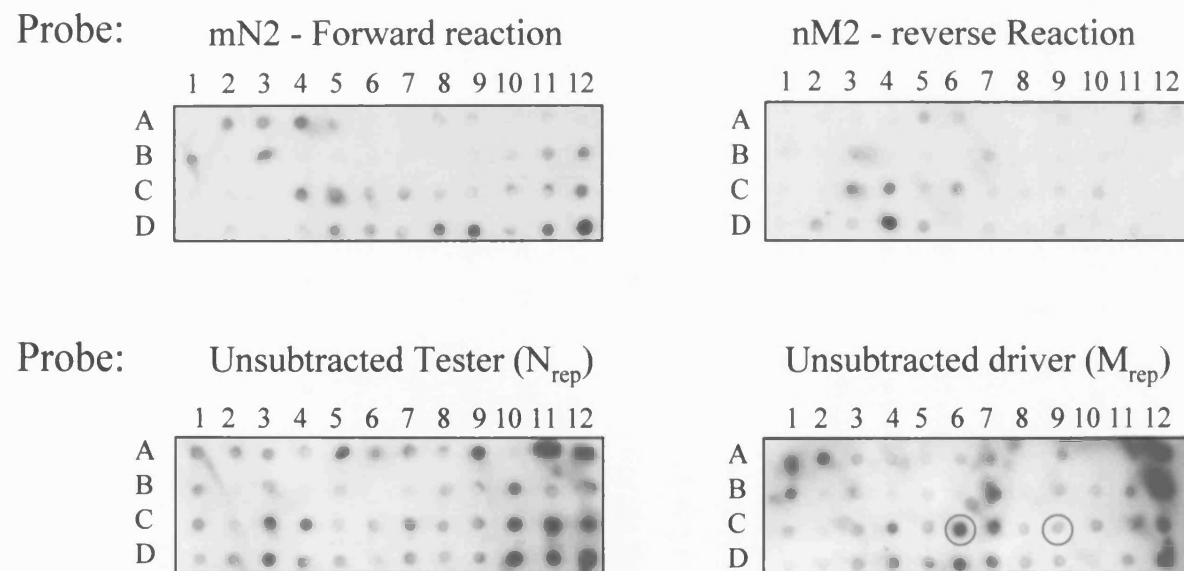 Probe: mN2 - Forward reaction nM2 - reverse Reaction
1 2 3 4 5 6 7 8 9 10 11 12 1 2 3 4 5 6 7 8 9 10 11 12
A A
B B
C C
D D
Probe: Unsubtracted Tester (Nrep) Unsubtracted driver (Mrep)
1 2 3 4 5 6 7 8 9 10 11 12 1 2 3 4 5 6 7 8 9 10 11 12
A A
B B
C C
D D